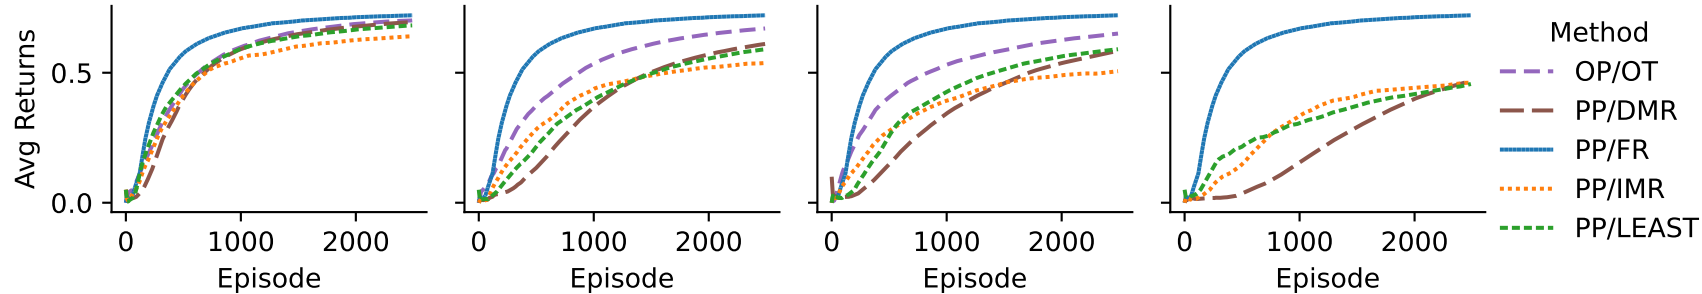 Avg Returns
0.5
0.0
0 1000 2000
Episode
0 1000 2000
Episode
0 1000 2000
Episode
0 1000 2000
Episode
Method
OP/OT
PP/DMR
PP/FR
PP/IMR
PP/LEAST